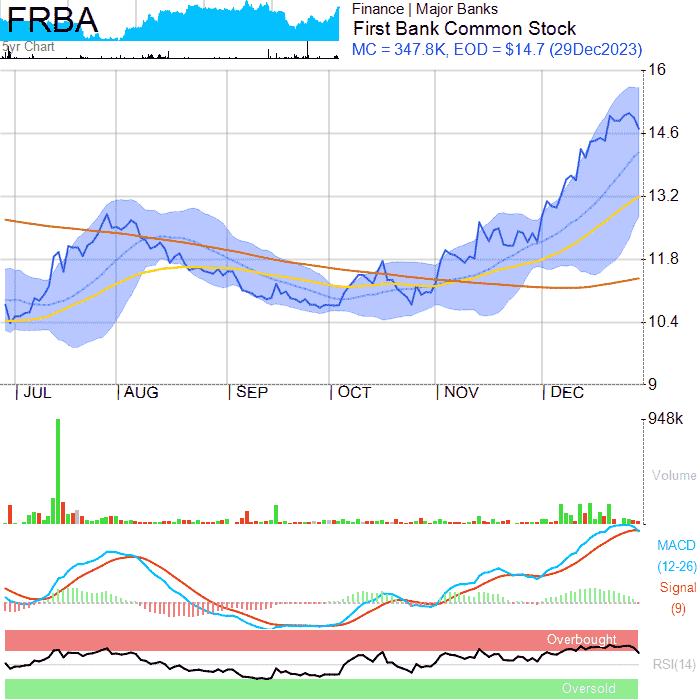 FRBA
5yr Chart
Finance | Major Banks
First Bank Common Stock
MC = 347.8K, EOD = $14.7 (29Dec2023)
16
14.6
13.2
11.8
10.4
9
| JUL | AUG | SEP | OCT | NOV | DEC
948k
Volume
MACD
(12-26)
Signal
(9)
Overbought
RSI(14)
Oversold